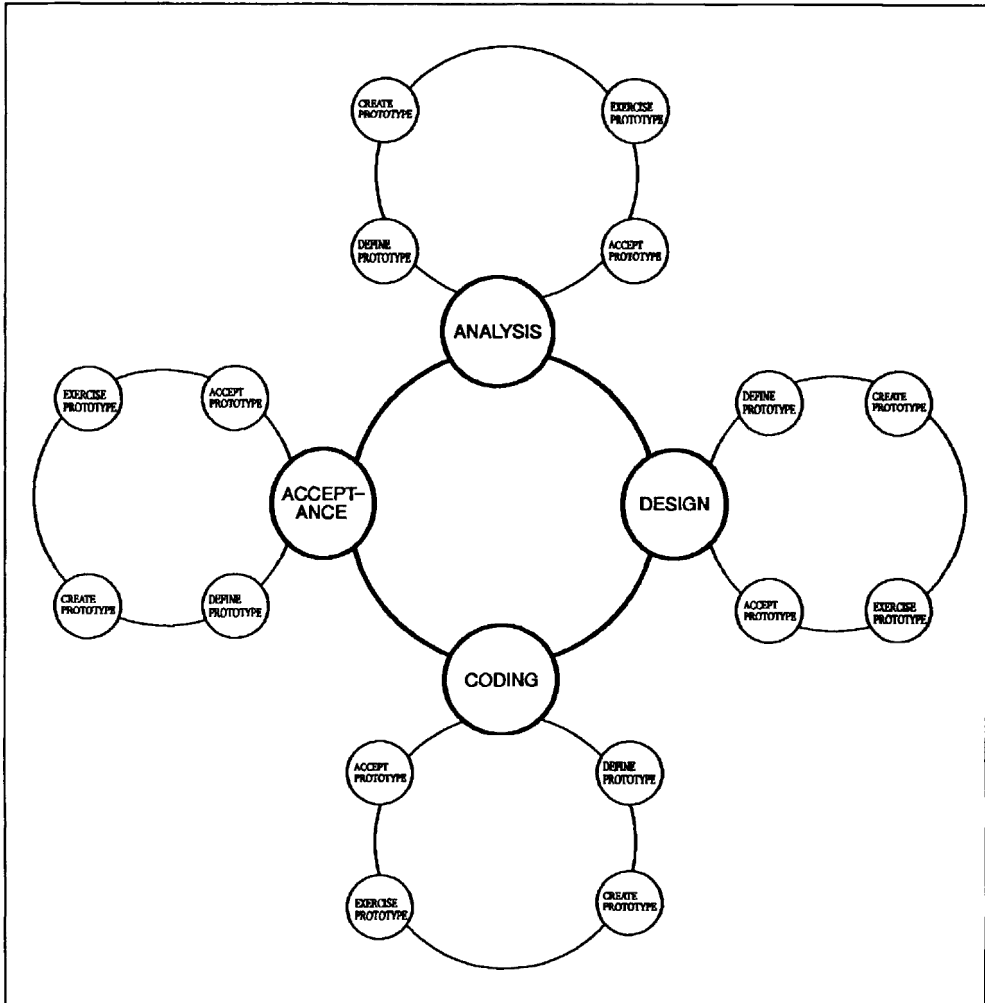 CREATE
PROTOTYPE
EXERCISE
PROTOTYPE
DEFINE
PROTOTYPE
ACCEPT
PROTOTYPE
ANALYSIS
EXERCISE
PROTOTYPE
ACCEPT
PROTOTYPE
DEFINE
PROTOTYPE
CREATE
PROTOTYPE
ACCEPT-
ANCE
DESIGN
CREATE
PROTOTYPE
DEFINE
PROTOTYPE
ACCEPT
PROTOTYPE
EXERCISE
PROTOTYPE
CODING
ACCEPT
PROTOTYPE
DEFINE
PROTOTYPE
EXERCISE
PROTOTYPE
CREATE
PROTOTYPE